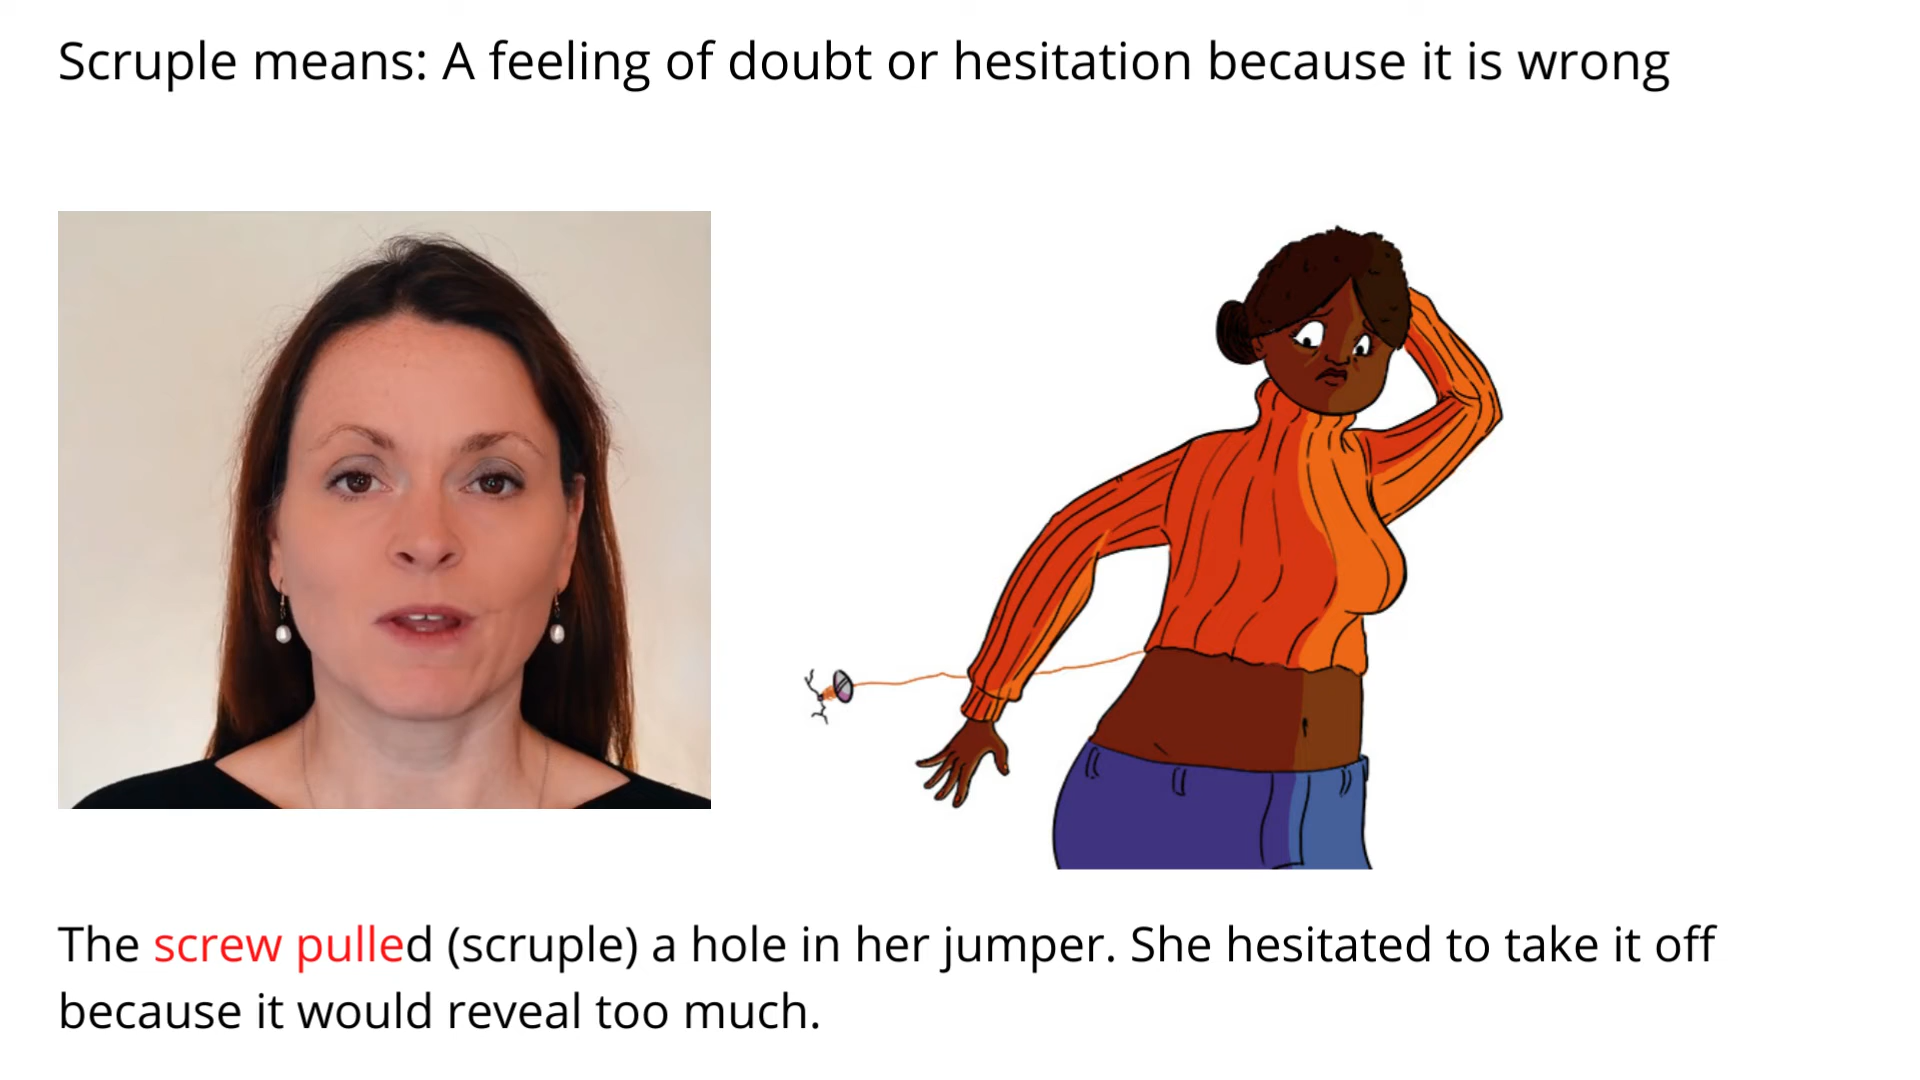 Scruple means: A feeling of doubt or hesitation because it is wrong
The screw pulled (scruple) a hole in her jumper. She hesitated to take it off
because it would reveal too much.